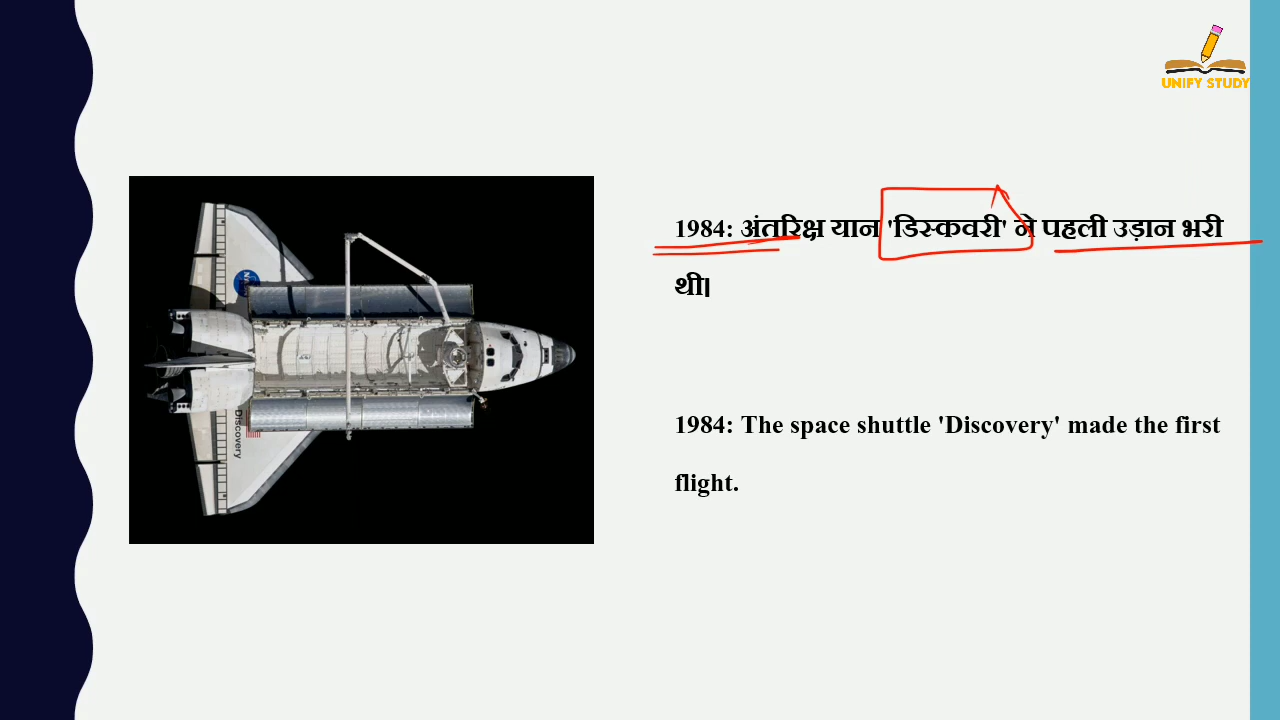 UNIFY STUDY
1984: अंतरिक्ष यान 'डिस्कवरी' ने पहली उड़ान भरी
थी।
Discovery
1984: The space shuttle 'Discovery' made the first
flight.